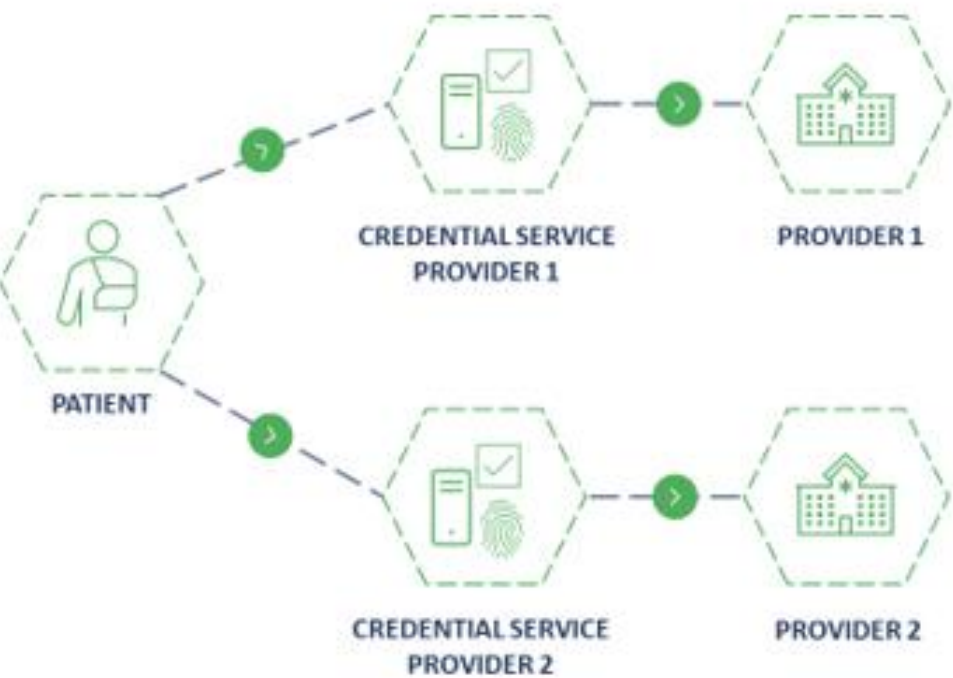 CREDENTIAL SERVICE
PROVIDER 1
PROVIDER 1
PATIENT
CREDENTIAL SERVICE
PROVIDER 2
PROVIDER 2